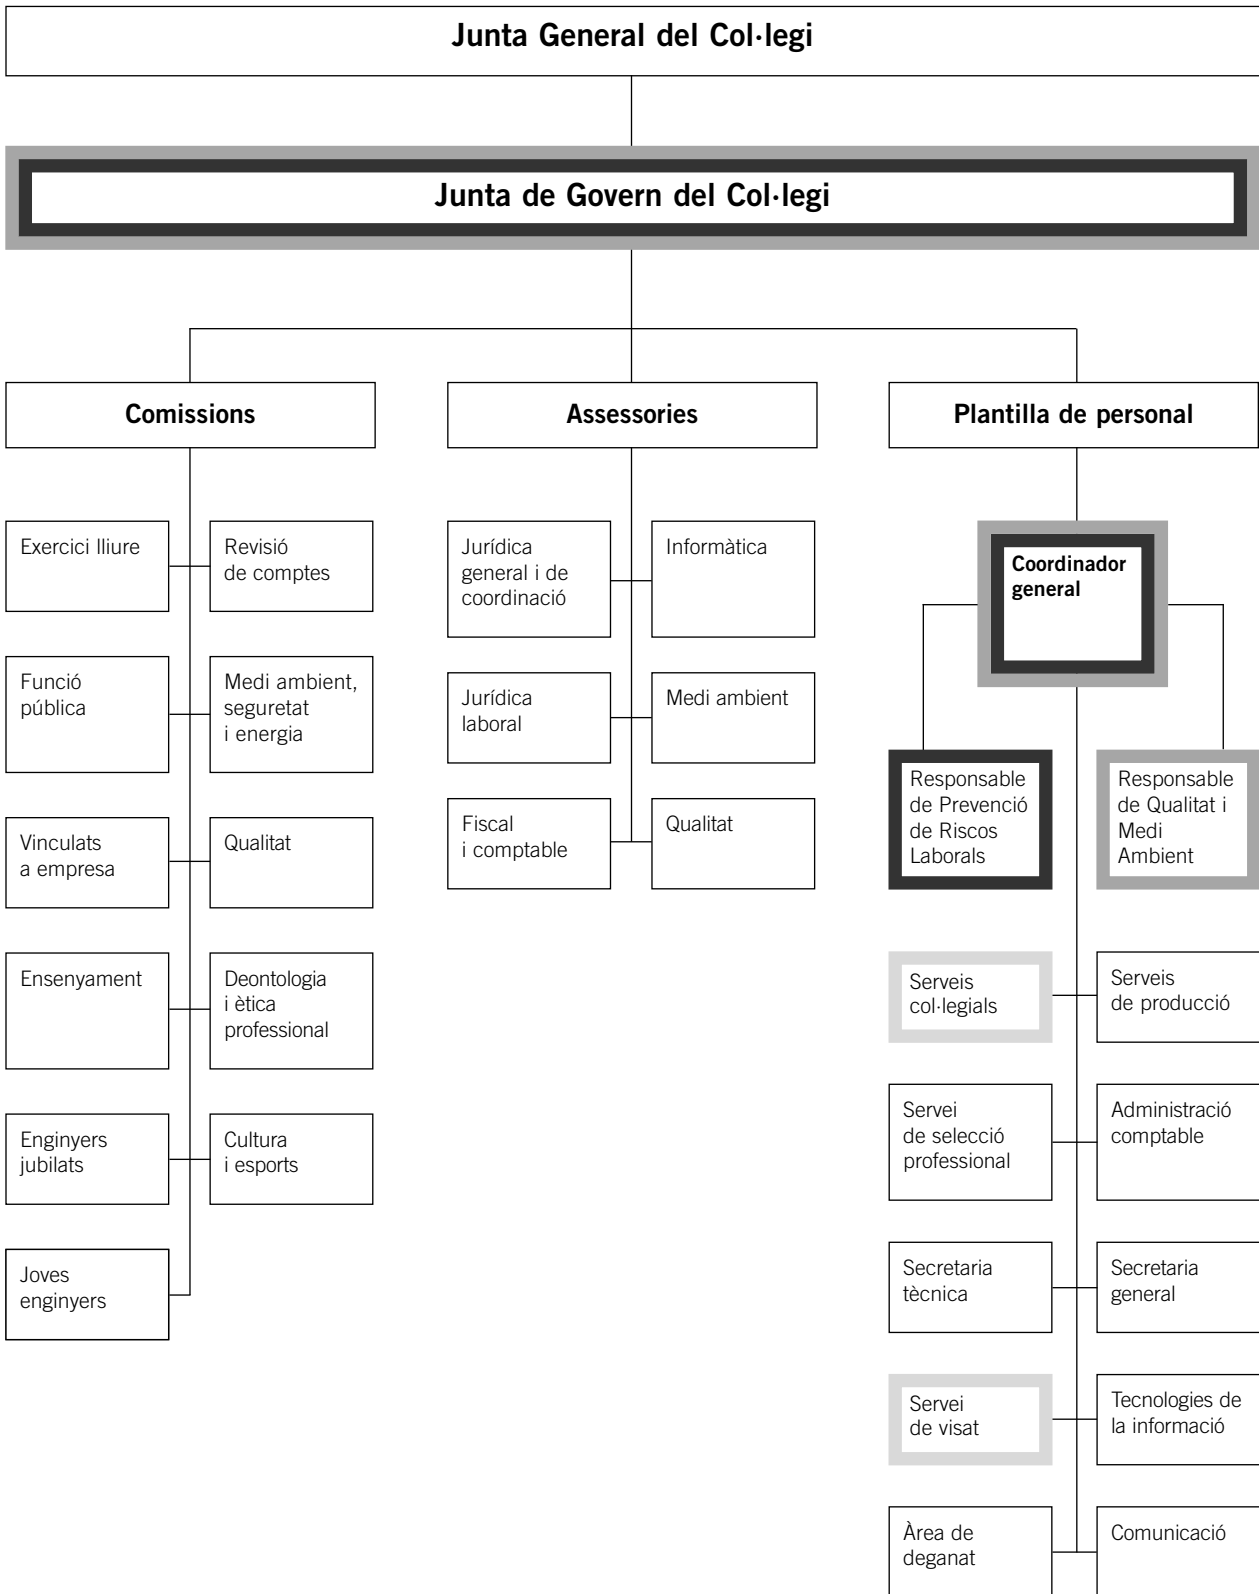 Junta General del Col·legi
Junta de Govern del Col·legi
Comissions
Assessories
Plantilla de personal
Exercici lliure
Revisió
de comptes
Funció
pública
Medi ambient,
seguretat
i energia
Vinculats
a empresa
Qualitat
Ensenyament
Deontologia
i ètica
professional
Enginyers
jubilats
Cultura
i esports
Joves
enginyers
Jurídica
general i de
coordinació
Informàtica
Jurídica
laboral
Medi ambient
Fiscal
i comptable
Qualitat
Coordinador
general
Responsable
de Prevenció
de Riscos
Laborals
Responsable
de Qualitat i
Medi
Ambient
Serveis
col·legials
Serveis
de producció
Servei
de selecció
professional
Administració
comptable
Secretaria
tècnica
Secretaria
general
Servei
de visat
Tecnologies de
la informació
Àrea de
deganat
Comunicació